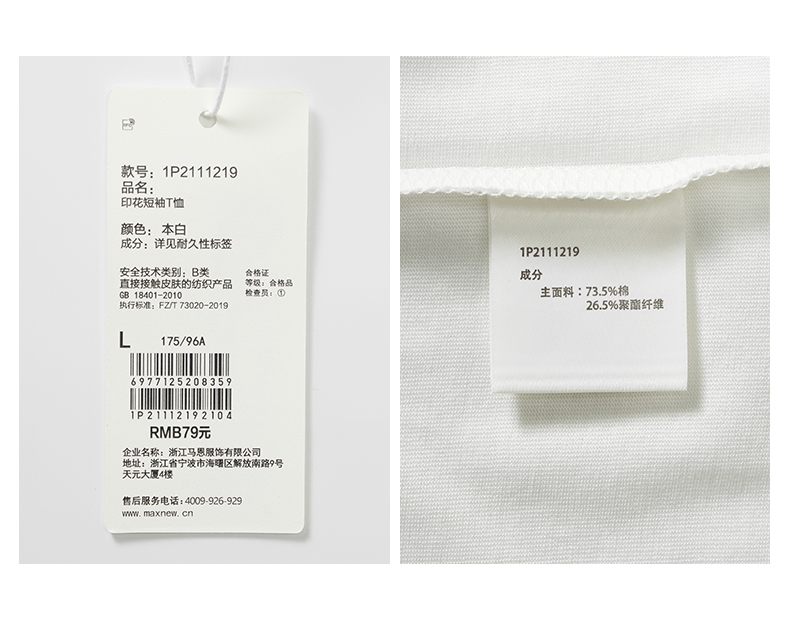 款号：1P2111219
品名：
印花短袖T恤
颜色：本白
成分：详见耐久性标签
安全技术类别：B类
直接接触皮肤的纺织产品
GB 18401-2010
执行标准：FZ/T 73020-2019
合格证
等级：合格品
检查员：①
L 175/96A
6977125208359
1P21112192104
RMB79元
企业名称：浙江马恩服饰有限公司
地址：浙江省宁波市海曙区解放南路9号
天元大厦4楼
售后服务电话：4009-926-929
www.maxnew.cn
1P2111219
成分
主面料：73.5%棉
26.5%聚酯纤维